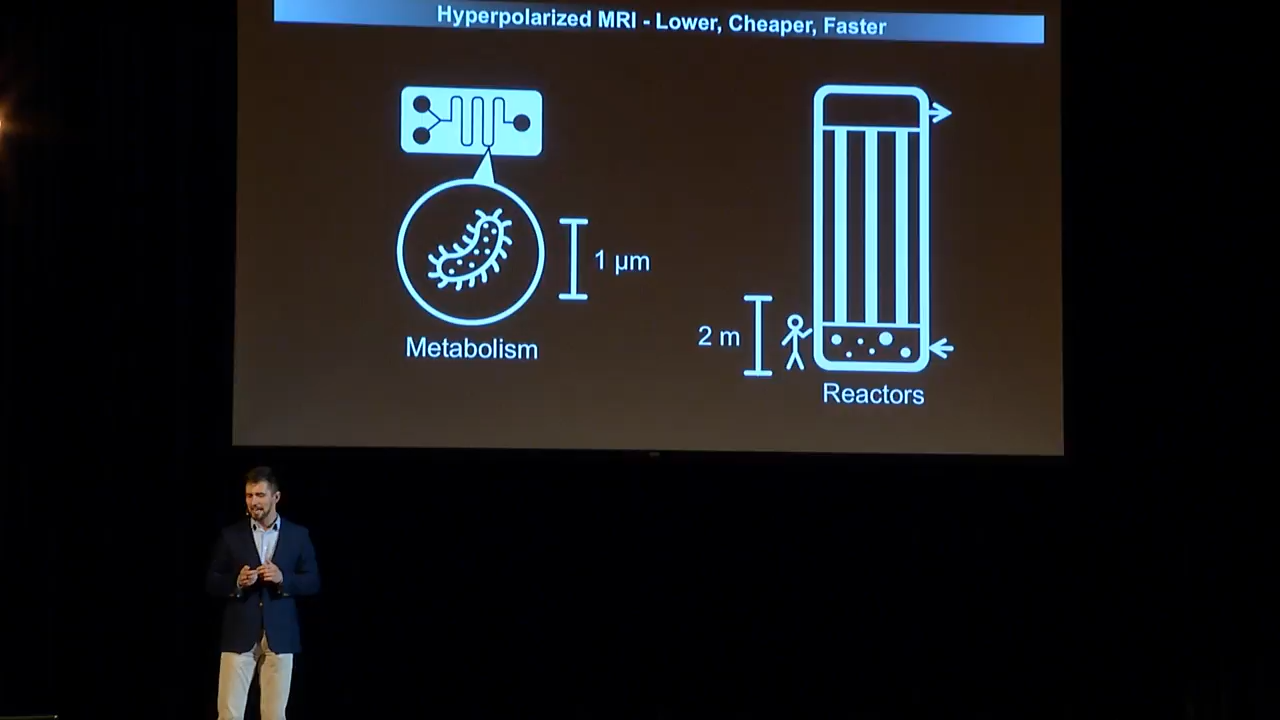 Hyperpolarized MRI - Lower, Cheaper, Faster
1 µm
Metabolism
2 m
Reactors